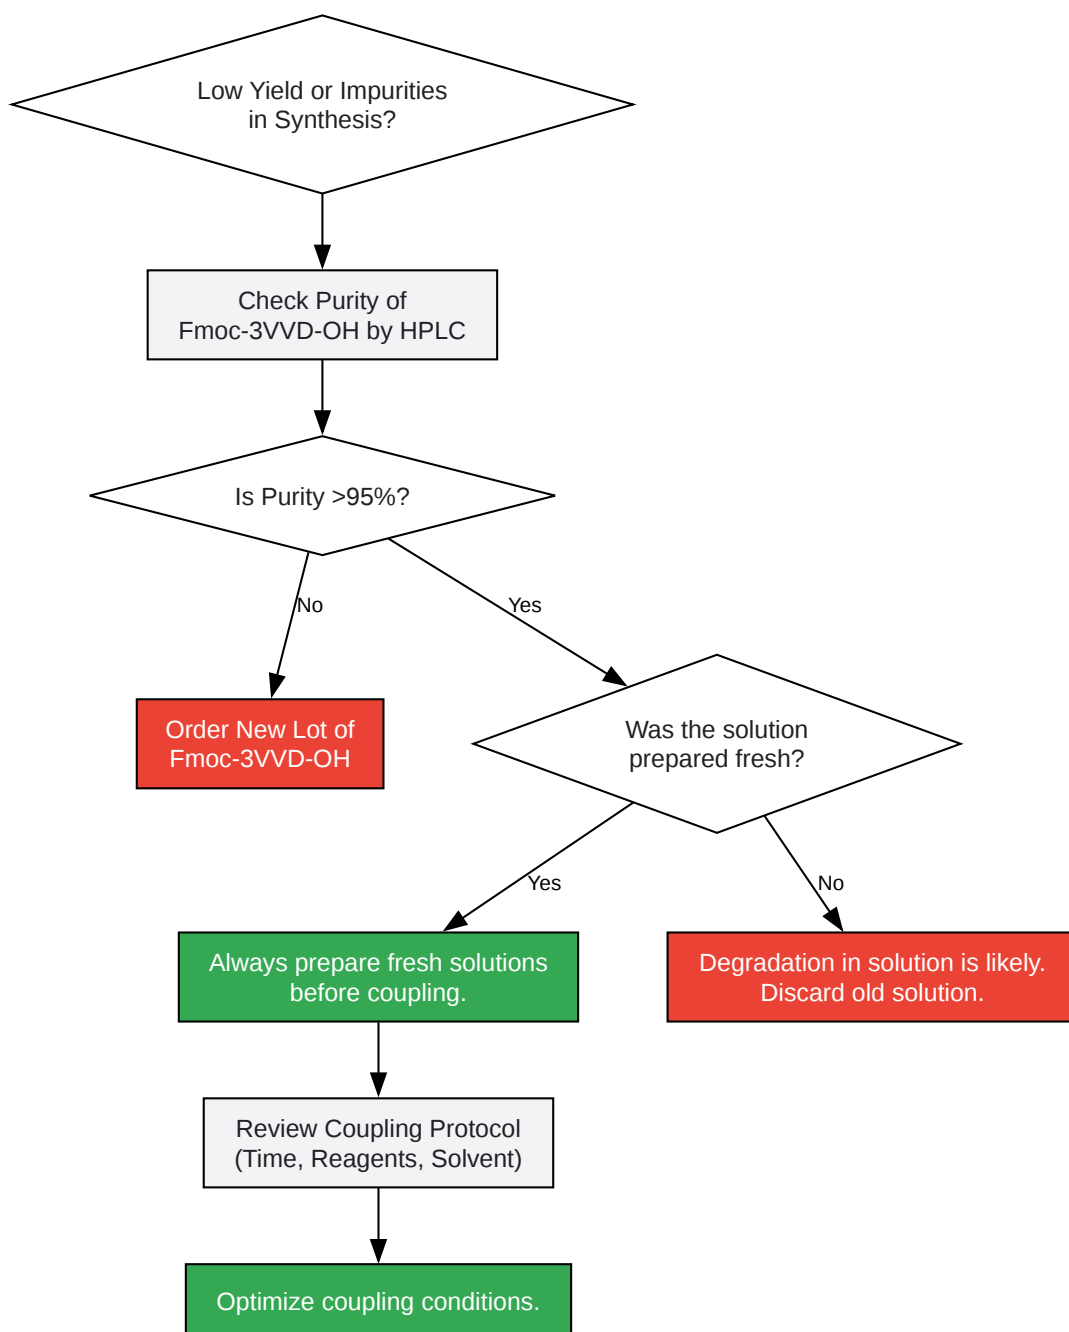 Low Yield or Impurities
in Synthesis?
Check Purity of
Fmoc-3VVD-OH by HPLC
Is Purity >95%?
No
Yes
Order New Lot of
Fmoc-3VVD-OH
Was the solution
prepared fresh?
Yes
No
Always prepare fresh solutions
before coupling.
Degradation in solution is likely.
Discard old solution.
Review Coupling Protocol
(Time, Reagents, Solvent)
Optimize coupling conditions.